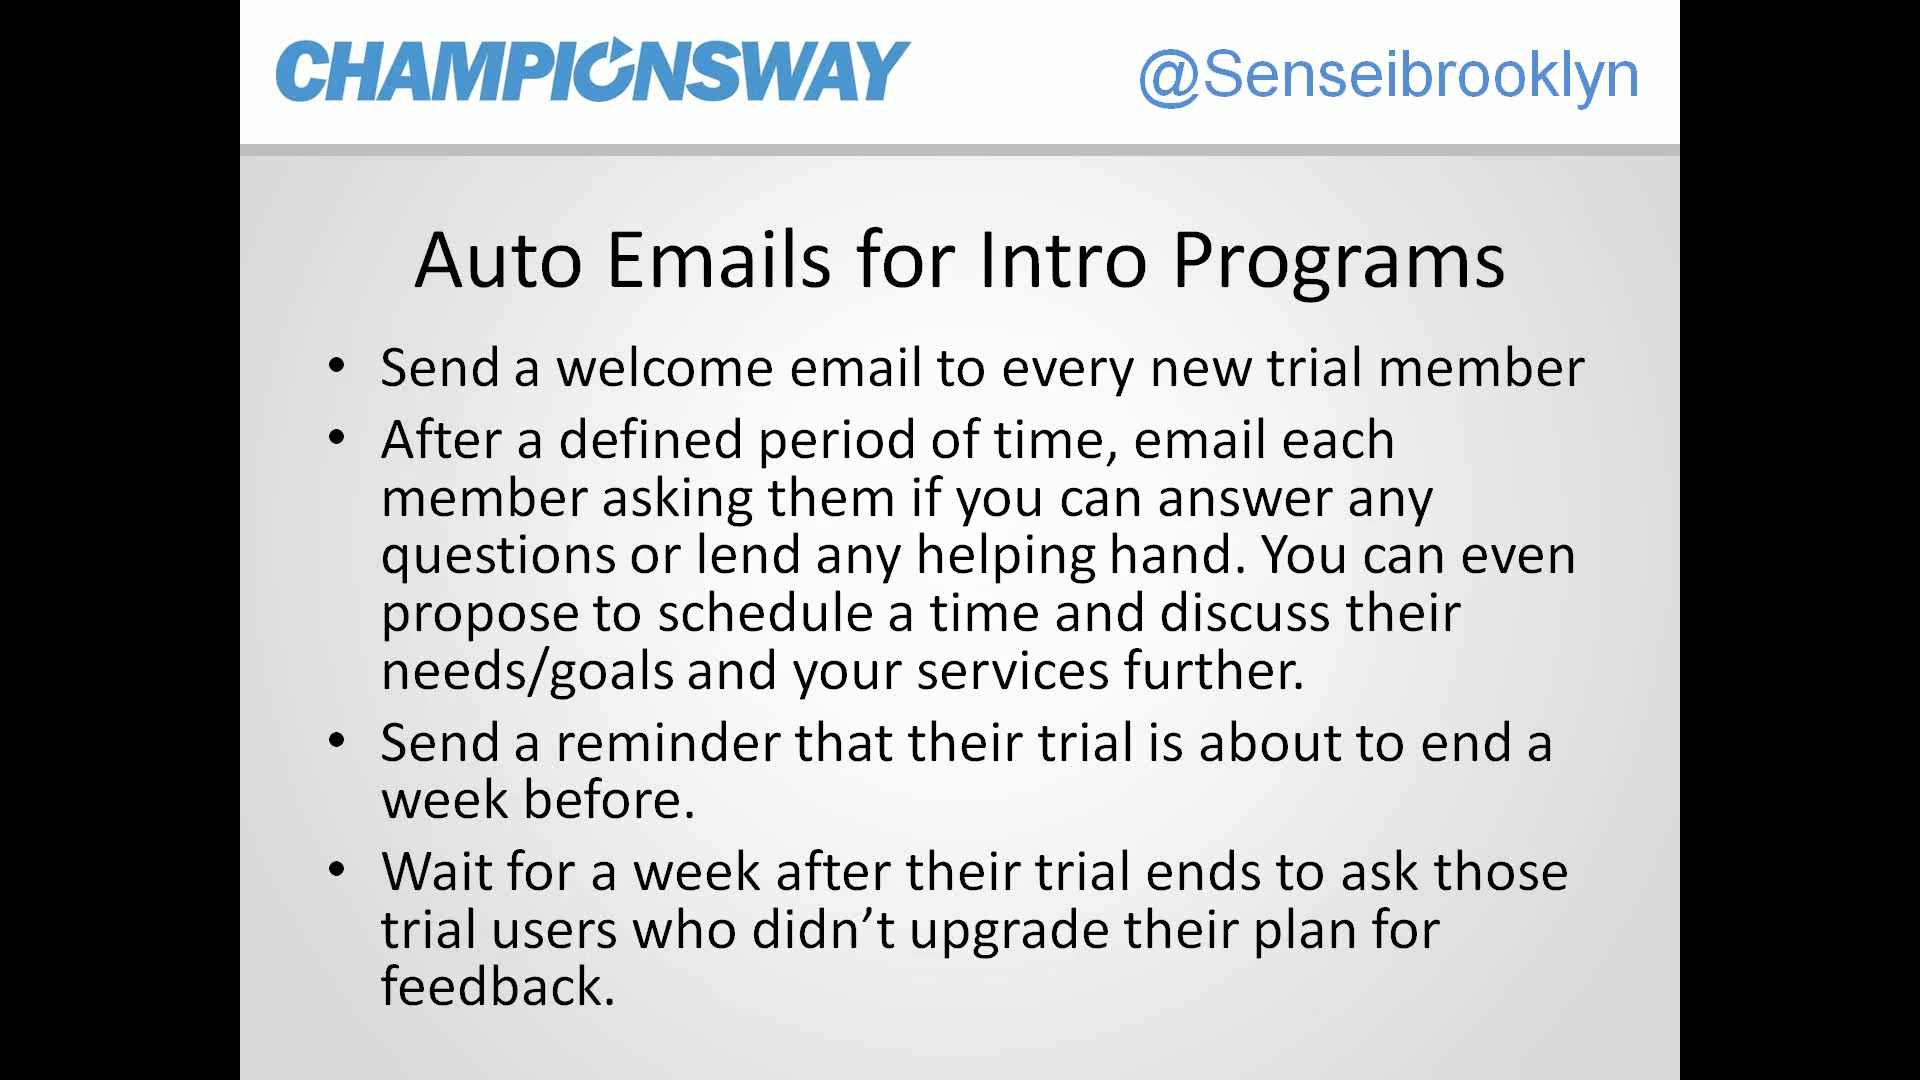 CHAMPIONSWAY
@Senseibrooklyn
Auto Emails for Intro Programs
• Send a welcome email to every new trial member
• After a defined period of time, email each
member asking them if you can answer any
questions or lend any helping hand. You can even
propose to schedule a time and discuss their
needs/goals and your services further.
• Send a reminder that their trial is about to end a
week before.
• Wait for a week after their trial ends to ask those
trial users who didn’t upgrade their plan for
feedback.